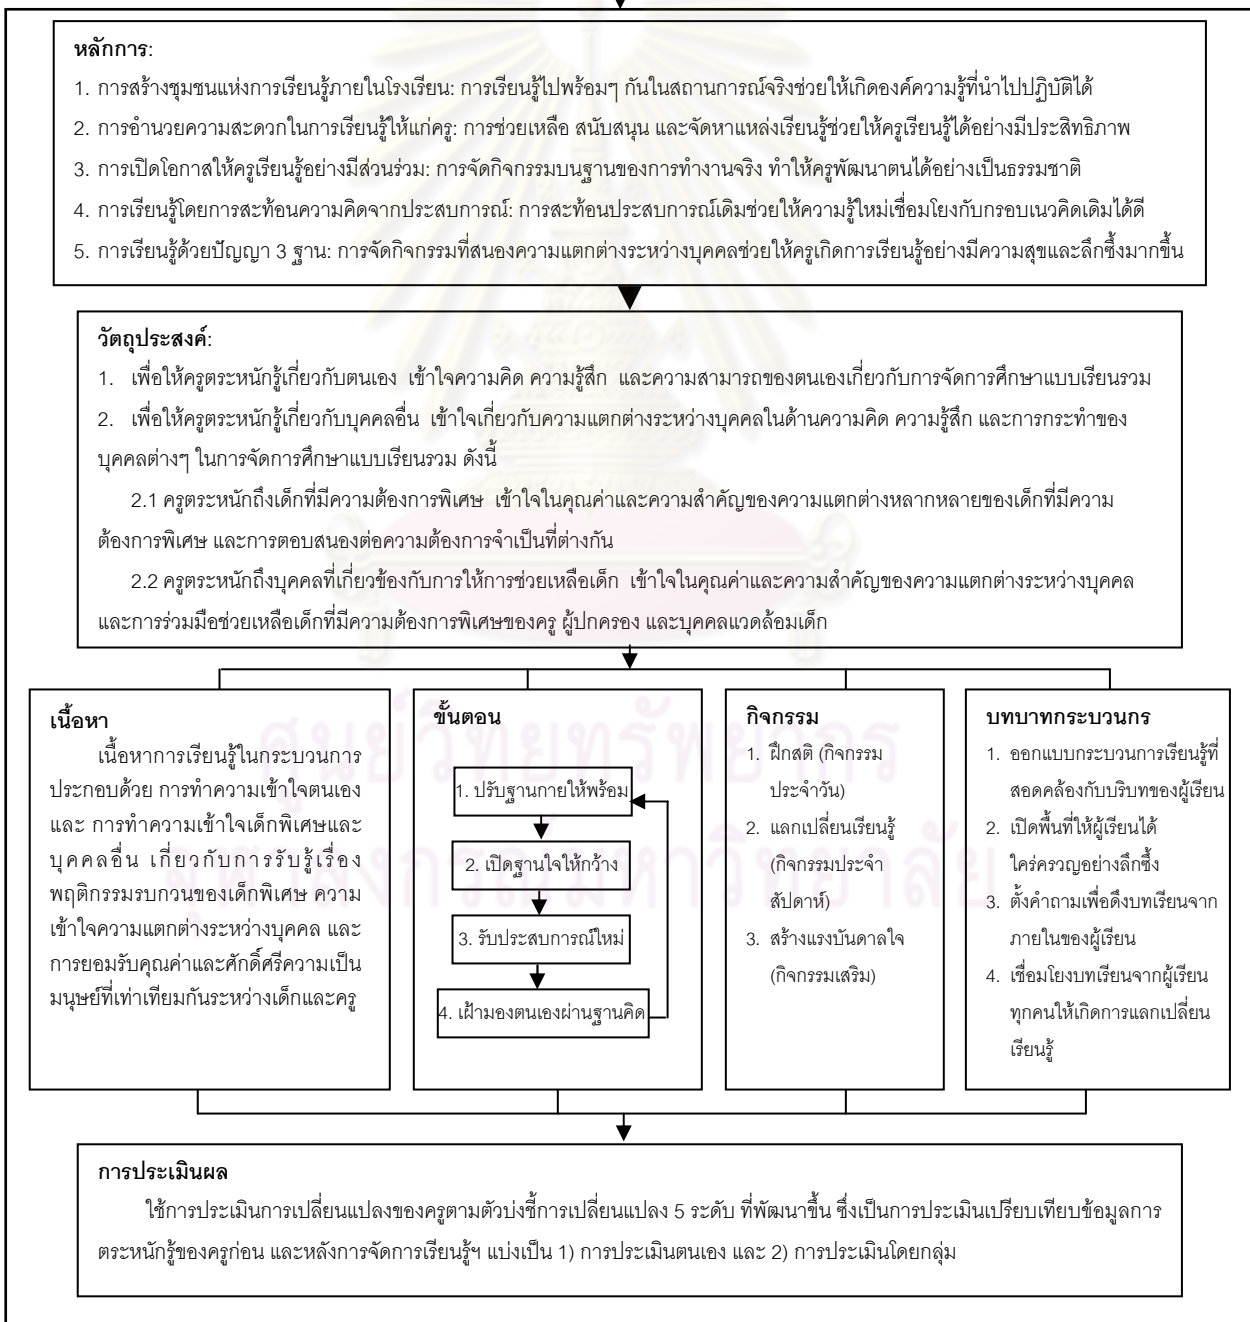 หลักการ:
1. การสร้างชุมชนแห่งการเรียนรู้ภายในโรงเรียน: การเรียนรู้ไปพร้อมๆ กันในสถานการณ์จริงช่วยให้เกิดองค์ความรู้ที่นำไปปฏิบัติได้
2. การอำนวยความสะดวกในการเรียนรู้ให้แก่ครู: การช่วยเหลือ สนับสนุน และจัดหาแหล่งเรียนรู้ช่วยให้ครูเรียนรู้ได้อย่างมีประสิทธิภาพ
3. การเปิดโอกาสให้ครูเรียนรู้อย่างมีส่วนร่วม: การจัดกิจกรรมบนฐานของการทำงานจริง ทำให้ครูพัฒนาตนได้อย่างเป็นธรรมชาติ
4. การเรียนรู้โดยการสะท้อนความคิดจากประสบการณ์: การสะท้อนประสบการณ์เดิมช่วยให้ความรู้ใหม่เชื่อมโยงกับกรอบแนวคิดเดิมได้ดี
5. การเรียนรู้ด้วยปัญญา 3 ฐาน: การจัดกิจกรรมที่สนองความแตกต่างระหว่างบุคคลช่วยให้ครูเกิดการเรียนรู้อย่างมีความสุขและลึกซึ้งมากขึ้น
วัตถุประสงค์:
1. เพื่อให้ครูตระหนักรู้เกี่ยวกับตนเอง เข้าใจความคิด ความรู้สึก และความสามารถของตนเองเกี่ยวกับการจัดการศึกษาแบบเรียนรวม
2. เพื่อให้ครูตระหนักรู้เกี่ยวกับบุคคลอื่น เข้าใจเกี่ยวกับความแตกต่างระหว่างบุคคลในด้านความคิด ความรู้สึก และการกระทำของ
บุคคลต่างๆ ในการจัดการศึกษาแบบเรียนรวม ดังนี้
2.1 ครูตระหนักถึงเด็กที่มีความต้องการพิเศษ เข้าใจในคุณค่าและความสำคัญของความแตกต่างหลากหลายของเด็กที่มีความ
ต้องการพิเศษ และการตอบสนองต่อความต้องการจำเป็นที่ต่างกัน
2.2 ครูตระหนักถึงบุคคลที่เกี่ยวข้องกับการให้การช่วยเหลือเด็ก เข้าใจในคุณค่าและความสำคัญของความแตกต่างระหว่างบุคคล
และการร่วมมือช่วยเหลือเด็กที่มีความต้องการพิเศษของครู ผู้ปกครอง และบุคคลแวดล้อมเด็ก
เนื้อหา
เนื้อหาการเรียนรู้ในกระบวนการ
ประกอบด้วย การทำความเข้าใจตนเอง
และ การทำความเข้าใจเด็กพิเศษและ
บุคคลอื่น เกี่ยวกับการรับรู้เรื่อง
พฤติกรรมรบกวนของเด็กพิเศษ ความ
เข้าใจความแตกต่างระหว่างบุคคล และ
การยอมรับคุณค่าและศักดิ์ศรีความเป็น
มนุษย์ที่เท่าเทียมกันระหว่างเด็กและครู
ขั้นตอน
1. ปรับฐานกายให้พร้อม
2. เปิดฐานใจให้กว้าง
3. รับประสบการณ์ใหม่
4. เฝ้ามองตนเองผ่านฐานคิด
กิจกรรม
1. ฝึกสติ (กิจกรรม
ประจำวัน)
2. แลกเปลี่ยนเรียนรู้
(กิจกรรมประจำ
สัปดาห์)
3. สร้างแรงบันดาลใจ
(กิจกรรมเสริม)
บทบาทกระบวนกร
1. ออกแบบกระบวนการเรียนรู้ที่
สอดคล้องกับบริบทของผู้เรียน
2. เปิดพื้นที่ให้ผู้เรียนได้
ใคร่ครวญอย่างลึกซึ้ง
3. ตั้งคำถามเพื่อดึงบทเรียนจาก
ภายในของผู้เรียน
4. เชื่อมโยงบทเรียนจากผู้เรียน
ทุกคนให้เกิดการแลกเปลี่ยน
เรียนรู้
ศูนย์วิทยทรัพยากร
จุฬาลงกรณ์มหาวิทยาลัย
การประเมินผล
ใช้การประเมินการเปลี่ยนแปลงของครูตามตัวบ่งชี้การเปลี่ยนแปลง 5 ระดับ ที่พัฒนาขึ้น ซึ่งเป็นการประเมินเปรียบเทียบข้อมูลการ
ตระหนักรู้ของครูก่อน และหลังการจัดการเรียนรู้ฯ แบ่งเป็น 1) การประเมินตนเอง และ 2) การประเมินโดยกลุ่ม